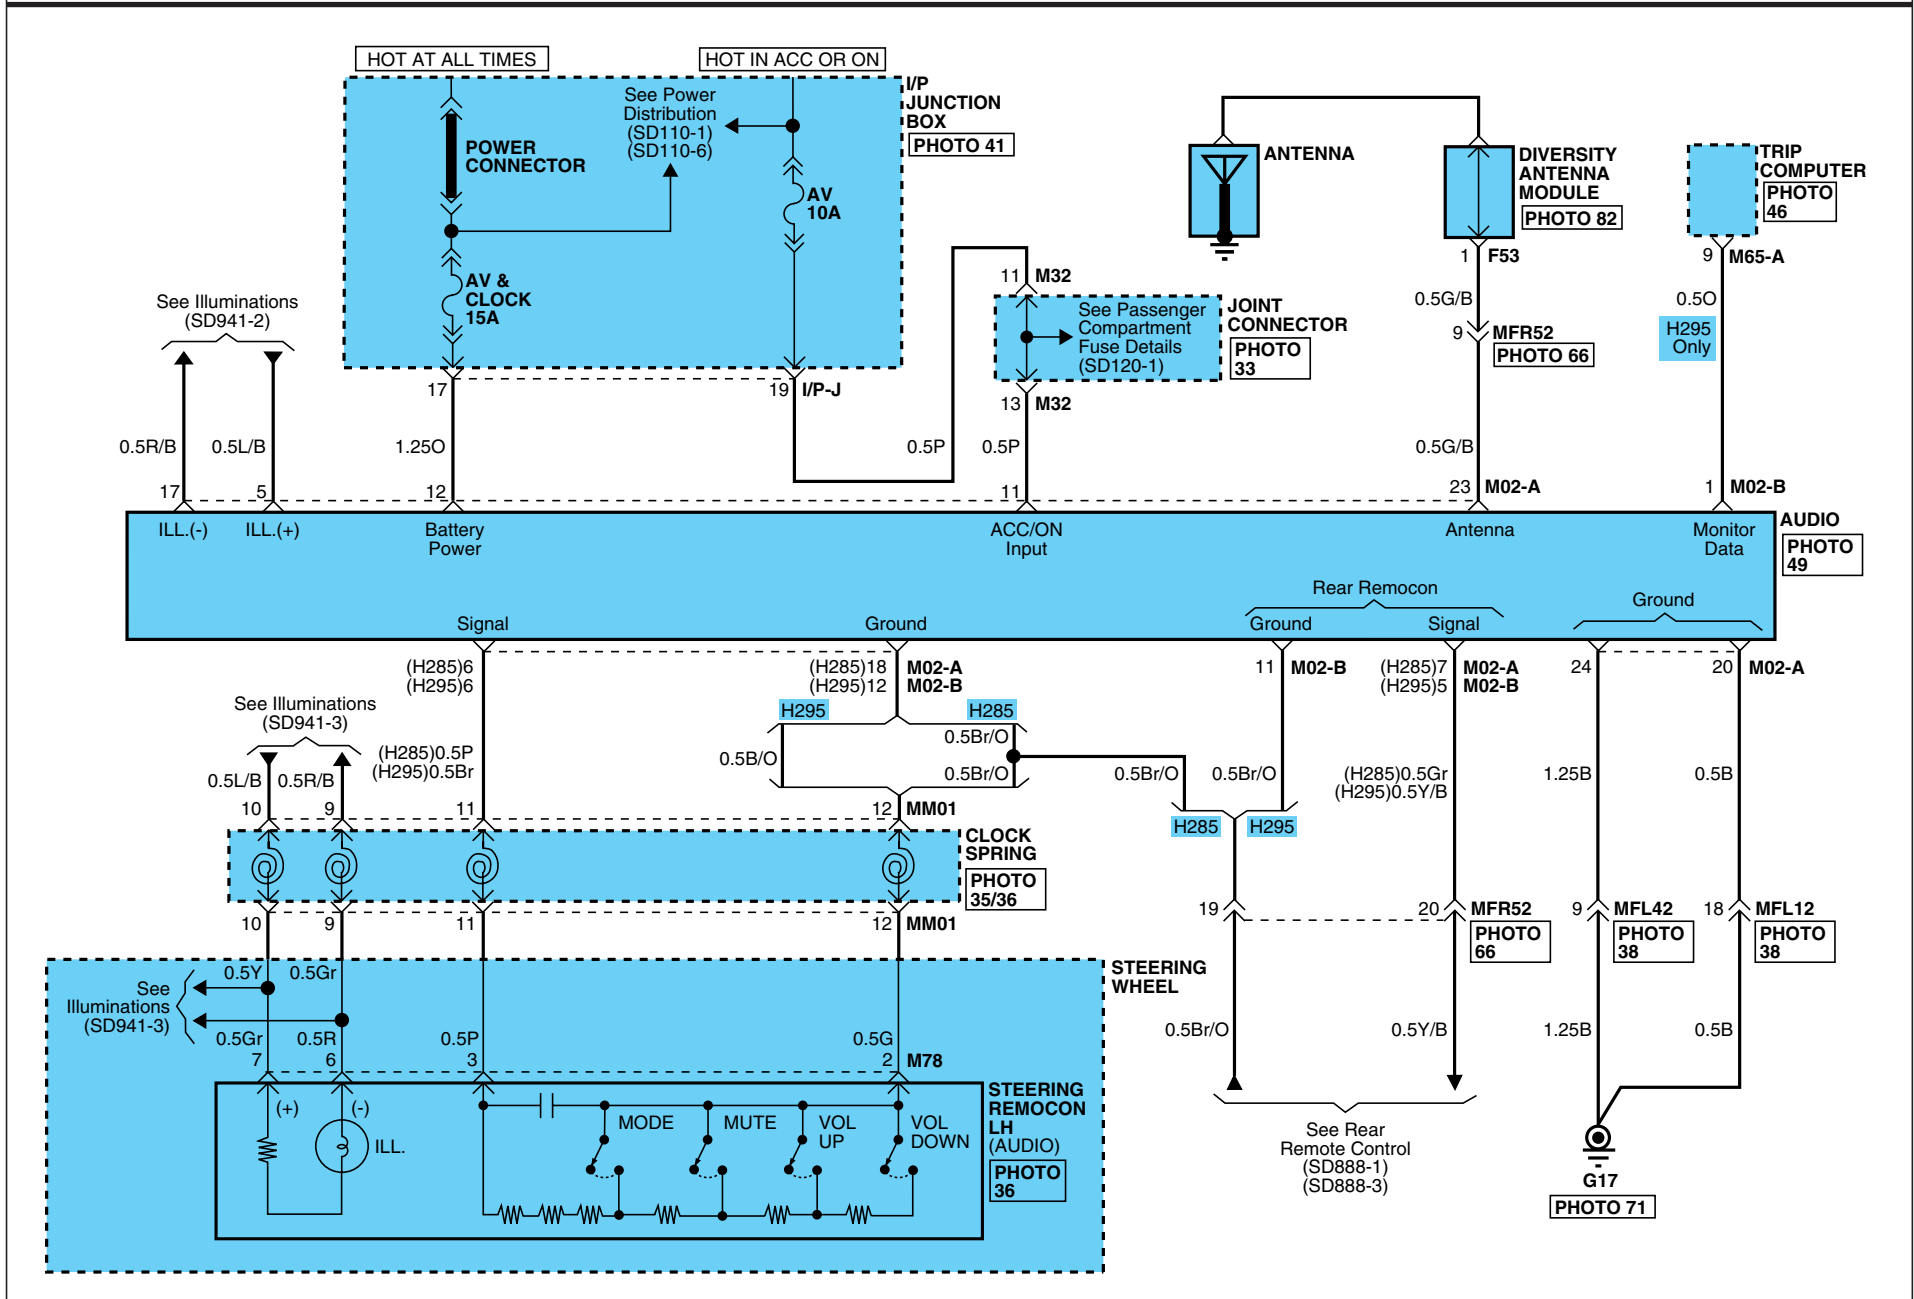 HOT AT ALL TIMES
HOT IN ACC OR ON
I/P
JUNCTION
BOX
PHOTO 41
See Power
Distribution
(SD110-1)
(SD110-6)
POWER
CONNECTOR
AV
10A
AV &
CLOCK
15A
ANTENNA
DIVERSITY
ANTENNA
MODULE
PHOTO 82
TRIP
COMPUTER
PHOTO
46
1 F53
9 M65-A
0.5G/B
0.5O
H295
Only
9 MFR52
PHOTO 66
11 M32
See Passenger
Compartment
Fuse Details
(SD120-1)
JOINT
CONNECTOR
PHOTO
33
13 M32
See Illuminations
(SD941-2)
17
19 I/P-J
0.5R/B
0.5L/B
1.25O
0.5P
0.5P
0.5G/B
17
5
12
11
23 M02-A
1 M02-B
ILL.(-)
ILL.(+)
Battery
Power
ACC/ON
Input
Antenna
Monitor
Data
AUDIO
PHOTO
49
Rear Remocon
Ground
Signal
Ground
Ground
Signal
(H285)6
(H295)6
(H285)18 M02-A
(H295)12 M02-B
11 M02-B
(H285)7 M02-A
(H295)5 M02-B
24
20 M02-A
See Illuminations
(SD941-3)
H295
H285
0.5Br/O
0.5B/O
0.5Br/O
(H285)0.5P
(H295)0.5Br
0.5L/B
0.5R/B
0.5Br/O
0.5Br/O
(H285)0.5Gr
(H295)0.5Y/B
1.25B
0.5B
10
9
11
12 MM01
H285
H295
CLOCK
SPRING
PHOTO
35/36
10
9
11
12 MM01
19
20 MFR52
PHOTO
66
9 MFL42
PHOTO
38
18 MFL12
PHOTO
38
STEERING
WHEEL
0.5Y
0.5Gr
See
Illuminations
(SD941-3)
0.5Gr
0.5R
0.5P
0.5G
7
6
3
2 M78
0.5Br/O
0.5Y/B
1.25B
0.5B
(+)
(-)
ILL.
MODE
MUTE
VOL
UP
VOL
DOWN
STEERING
REMOCON
LH
(AUDIO)
PHOTO
36
See Rear
Remote Control
(SD888-1)
(SD888-3)
G17
PHOTO 71